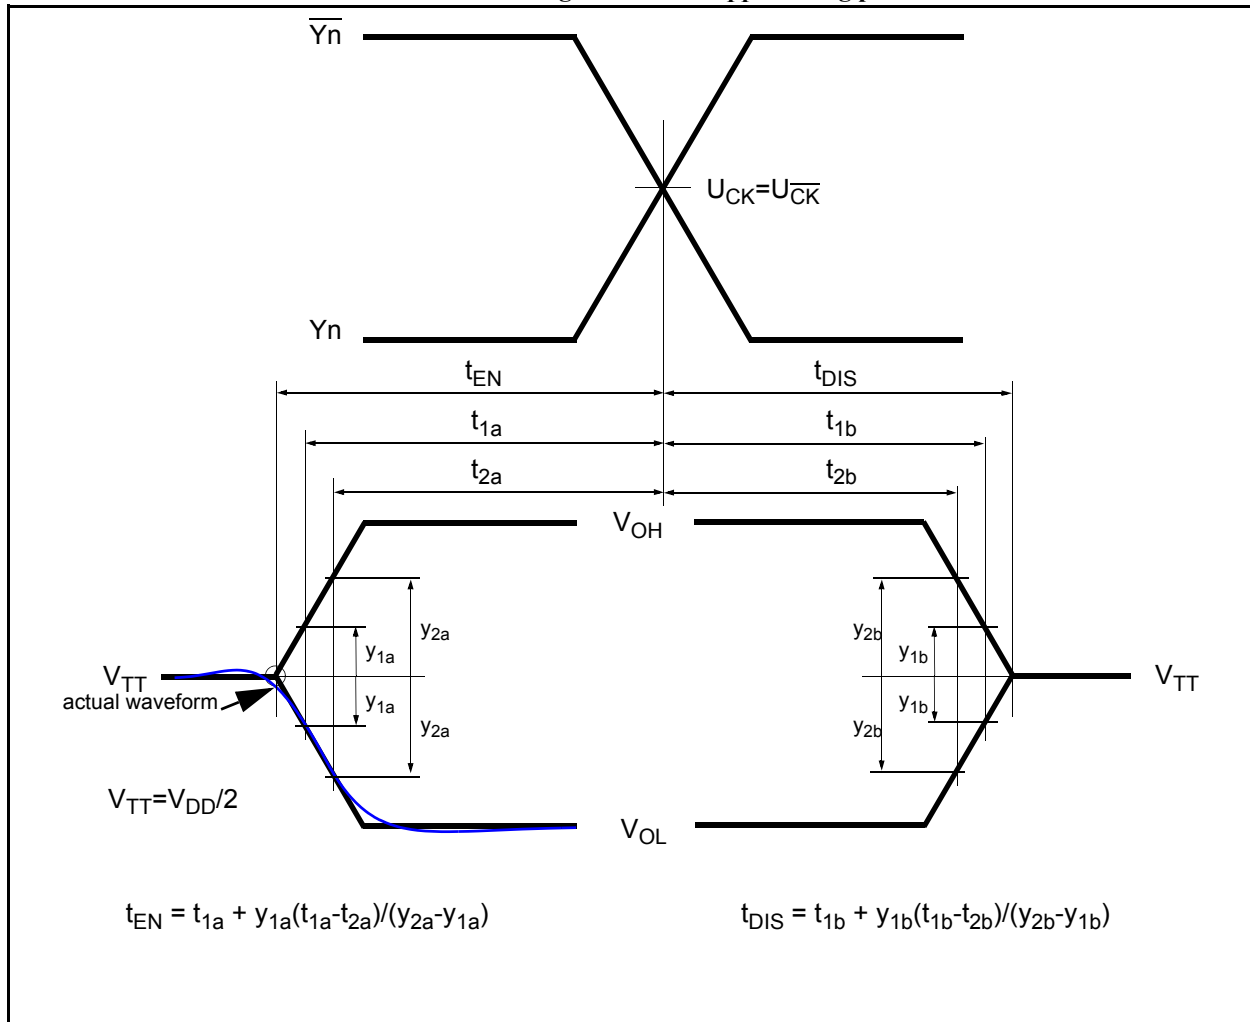 Y̅n̅
U_CK=U_C̅K̅
Yn
t_EN t_DIS
t_1a t_1b
t_2a t_2b
V_OH
y_2a y_2b
y_1a y_1b
V_TT V_TT
actual waveform
y_1a y_1b
y_2a y_2b
V_TT=V_DD/2
V_OL
t_EN = t_1a + y_1a(t_1a-t_2a)/(y_2a-y_1a) t_DIS = t_1b + y_1b(t_1b-t_2b)/(y_2b-y_1b)